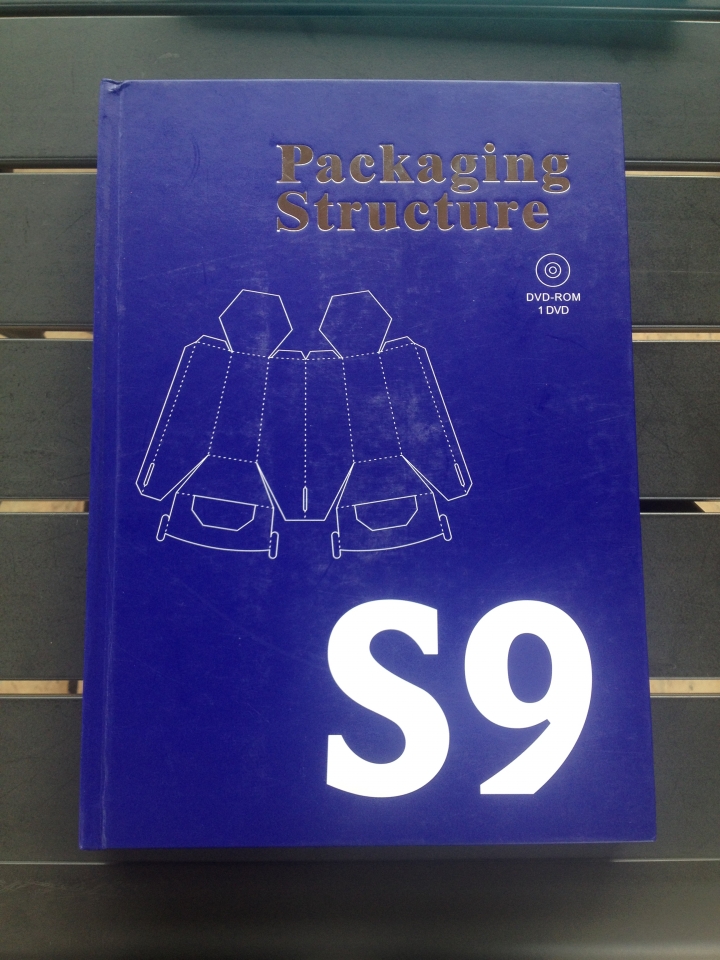 Packaging
Structure
DVD-ROM
1 DVD
S9